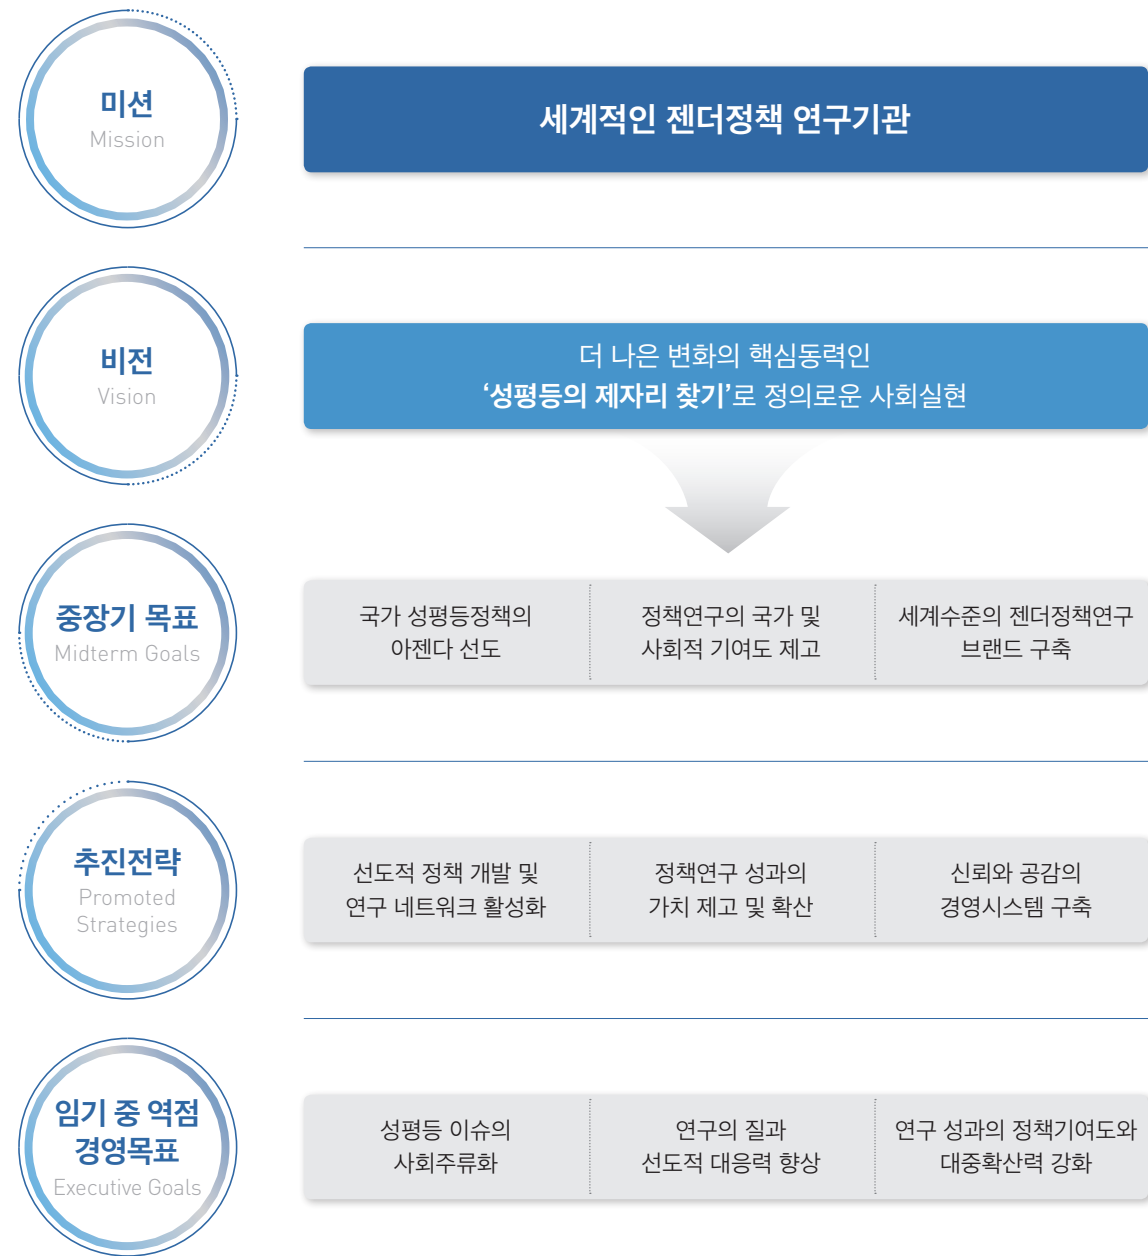 미션
Mission
세계적인 젠더정책 연구기관
비전
Vision
더 나은 변화의 핵심동력인
‘성평등의 제자리 찾기’로 정의로운 사회실현
중장기 목표
Midterm Goals
국가 성평등정책의
아젠다 선도
정책연구의 국가 및
사회적 기여도 제고
세계수준의 젠더정책연구
브랜드 구축
추진전략
Promoted
Strategies
선도적 정책 개발 및
연구 네트워크 활성화
정책연구 성과의
가치 제고 및 확산
신뢰와 공감의
경영시스템 구축
임기 중 역점
경영목표
Executive Goals
성평등 이슈의
사회주류화
연구의 질과
선도적 대응력 향상
연구 성과의 정책기여도와
대중확산력 강화